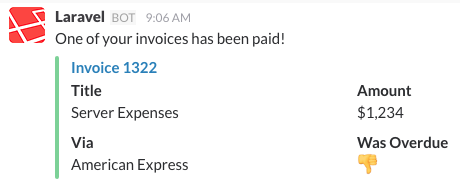 Laravel BOT 9:06 AM
One of your invoices has been paid!
Invoice 1322
Title Amount
Server Expenses $1,234
Via Was Overdue
American Express 👎